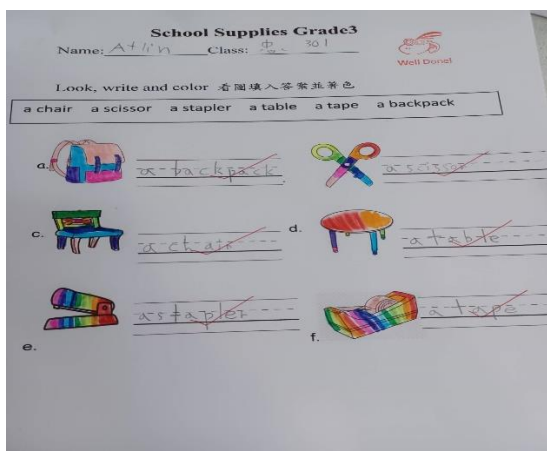 School Supplies Grade3
Name: Atlin Class: 忠 301
Well Done!
Look, write and color 看圖填入答案並著色
a chair a scissor a stapler a table a tape a backpack
a. a backpack a scissor
c. a chair d. a table
a stapler a tape
e. f.